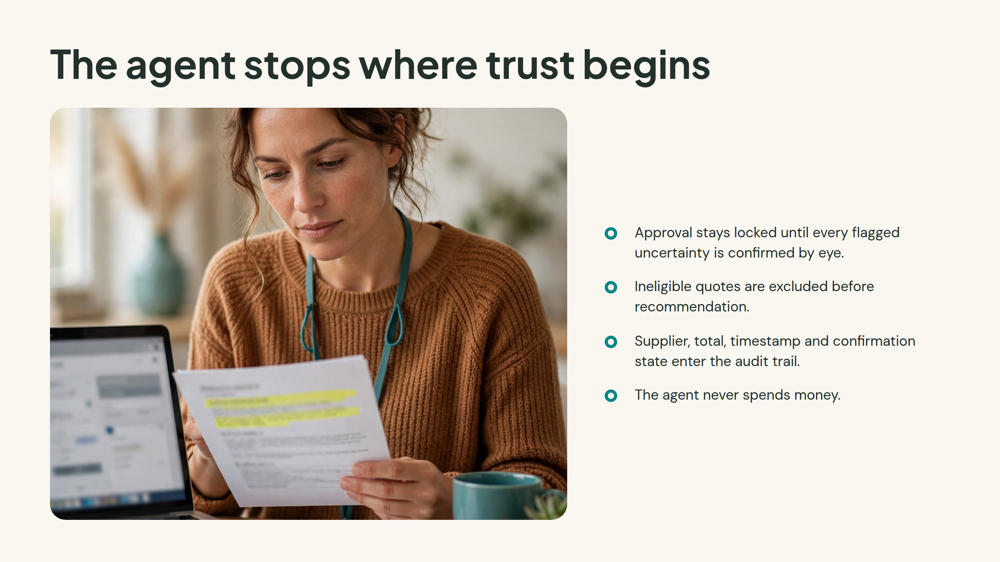 The agent stops where trust begins
Approval stays locked until every flagged
uncertainty is confirmed by eye.
Ineligible quotes are excluded before
recommendation.
Supplier, total, timestamp and confirmation
state enter the audit trail.
The agent never spends money.